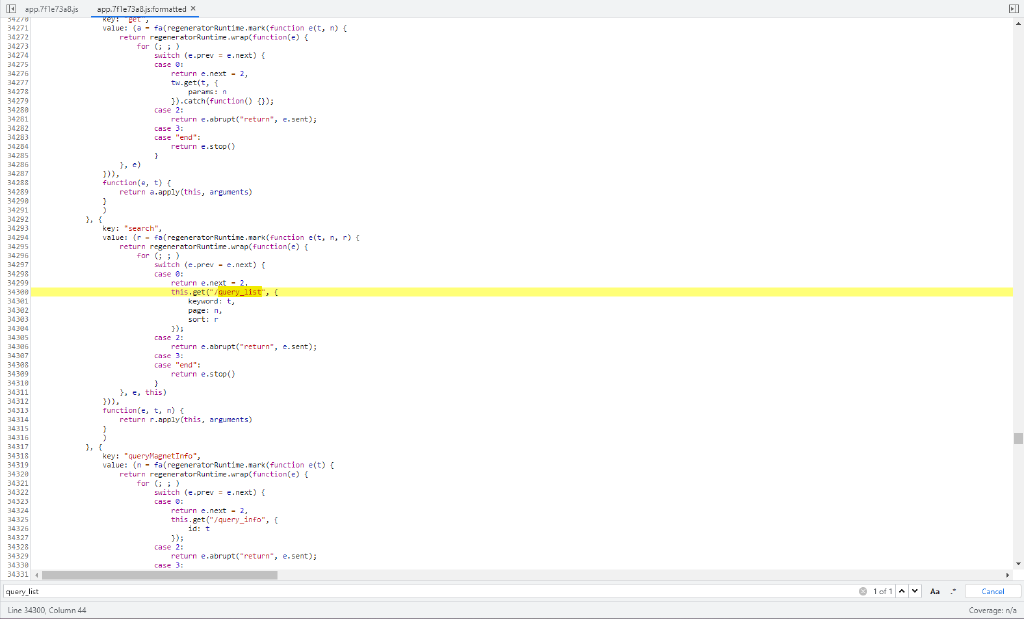 app.7f1e73a8.js app.7f1e73a8.js:formatted ×
34270 key: "get",
34271 value: (a = fa(regeneratorRuntime.mark(function e(t, n) {
34272 return regeneratorRuntime.wrap(function(e) {
34273 for (; ; )
34274 switch (e.prev = e.next) {
34275 case 0:
34276 return e.next = 2,
34277 tw.get(t, {
34278 params: n
34279 }).catch(function() {});
34280 case 2:
34281 return e.abrupt("return", e.sent);
34282 case 3:
34283 case "end":
34284 return e.stop()
34285 }
34286 }, e)
34287 })),
34288 function(e, t) {
34289 return a.apply(this, arguments)
34290 }
34291 )
34292 }, {
34293 key: "search",
34294 value: (r = fa(regeneratorRuntime.mark(function e(t, n, r) {
34295 return regeneratorRuntime.wrap(function(e) {
34296 for (; ; )
34297 switch (e.prev = e.next) {
34298 case 0:
34299 return e.next = 2,
34300 this.get("/query_list", {
34301 keyword: t,
34302 page: n,
34303 sort: r
34304 });
34305 case 2:
34306 return e.abrupt("return", e.sent);
34307 case 3:
34308 case "end":
34309 return e.stop()
34310 }
34311 }, e, this)
34312 })),
34313 function(e, t, n) {
34314 return r.apply(this, arguments)
34315 }
34316 )
34317 }, {
34318 key: "queryMagnetInfo",
34319 value: (n = fa(regeneratorRuntime.mark(function e(t) {
34320 return regeneratorRuntime.wrap(function(e) {
34321 for (; ; )
34322 switch (e.prev = e.next) {
34323 case 0:
34324 return e.next = 2,
34325 this.get("/query_info", {
34326 id: t
34327 });
34328 case 2:
34329 return e.abrupt("return", e.sent);
34330 case 3:
34331
query_list 1 of 1 Aa .* Cancel
Line 34300, Column 44 Coverage: n/a